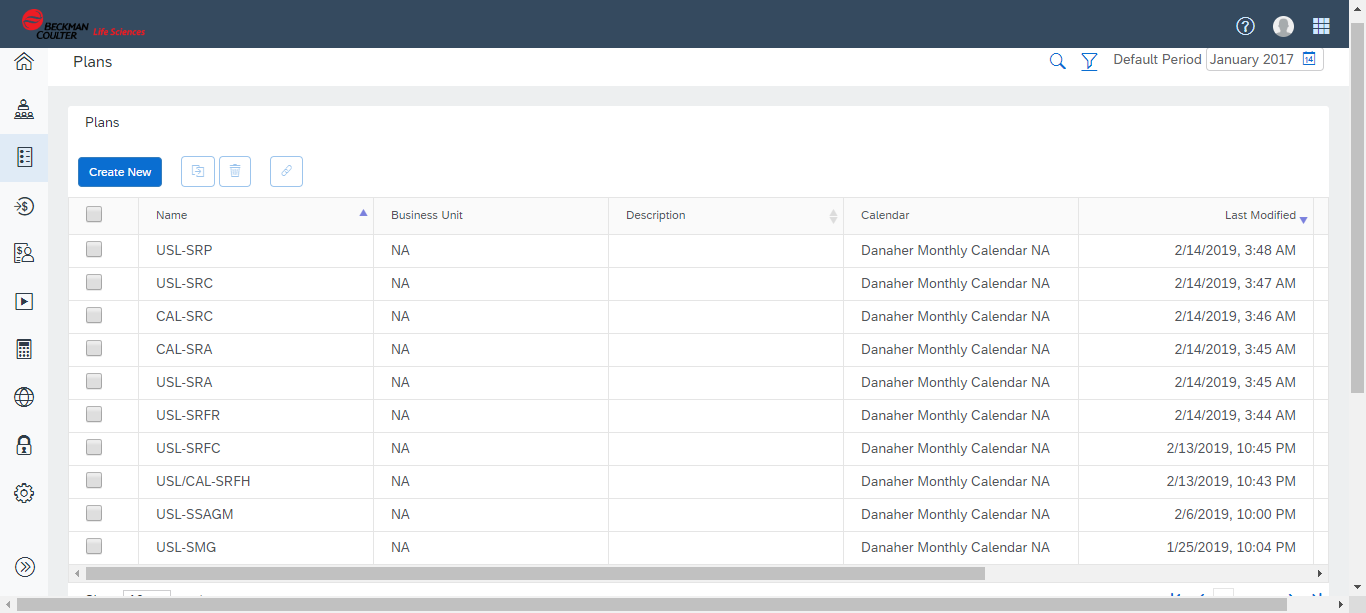 BECKMAN
COULTER Life Sciences
Plans
Default Period January 2017 14
Plans
Create New
Name Business Unit Description Calendar Last Modified
USL-SRP NA Danaher Monthly Calendar NA 2/14/2019, 3:48 AM
USL-SRC NA Danaher Monthly Calendar NA 2/14/2019, 3:47 AM
CAL-SRC NA Danaher Monthly Calendar NA 2/14/2019, 3:46 AM
CAL-SRA NA Danaher Monthly Calendar NA 2/14/2019, 3:45 AM
USL-SRA NA Danaher Monthly Calendar NA 2/14/2019, 3:45 AM
USL-SRFR NA Danaher Monthly Calendar NA 2/14/2019, 3:44 AM
USL-SRFC NA Danaher Monthly Calendar NA 2/13/2019, 10:45 PM
USL/CAL-SRFH NA Danaher Monthly Calendar NA 2/13/2019, 10:43 PM
USL-SSAGM NA Danaher Monthly Calendar NA 2/6/2019, 10:00 PM
USL-SMG NA Danaher Monthly Calendar NA 1/25/2019, 10:04 PM